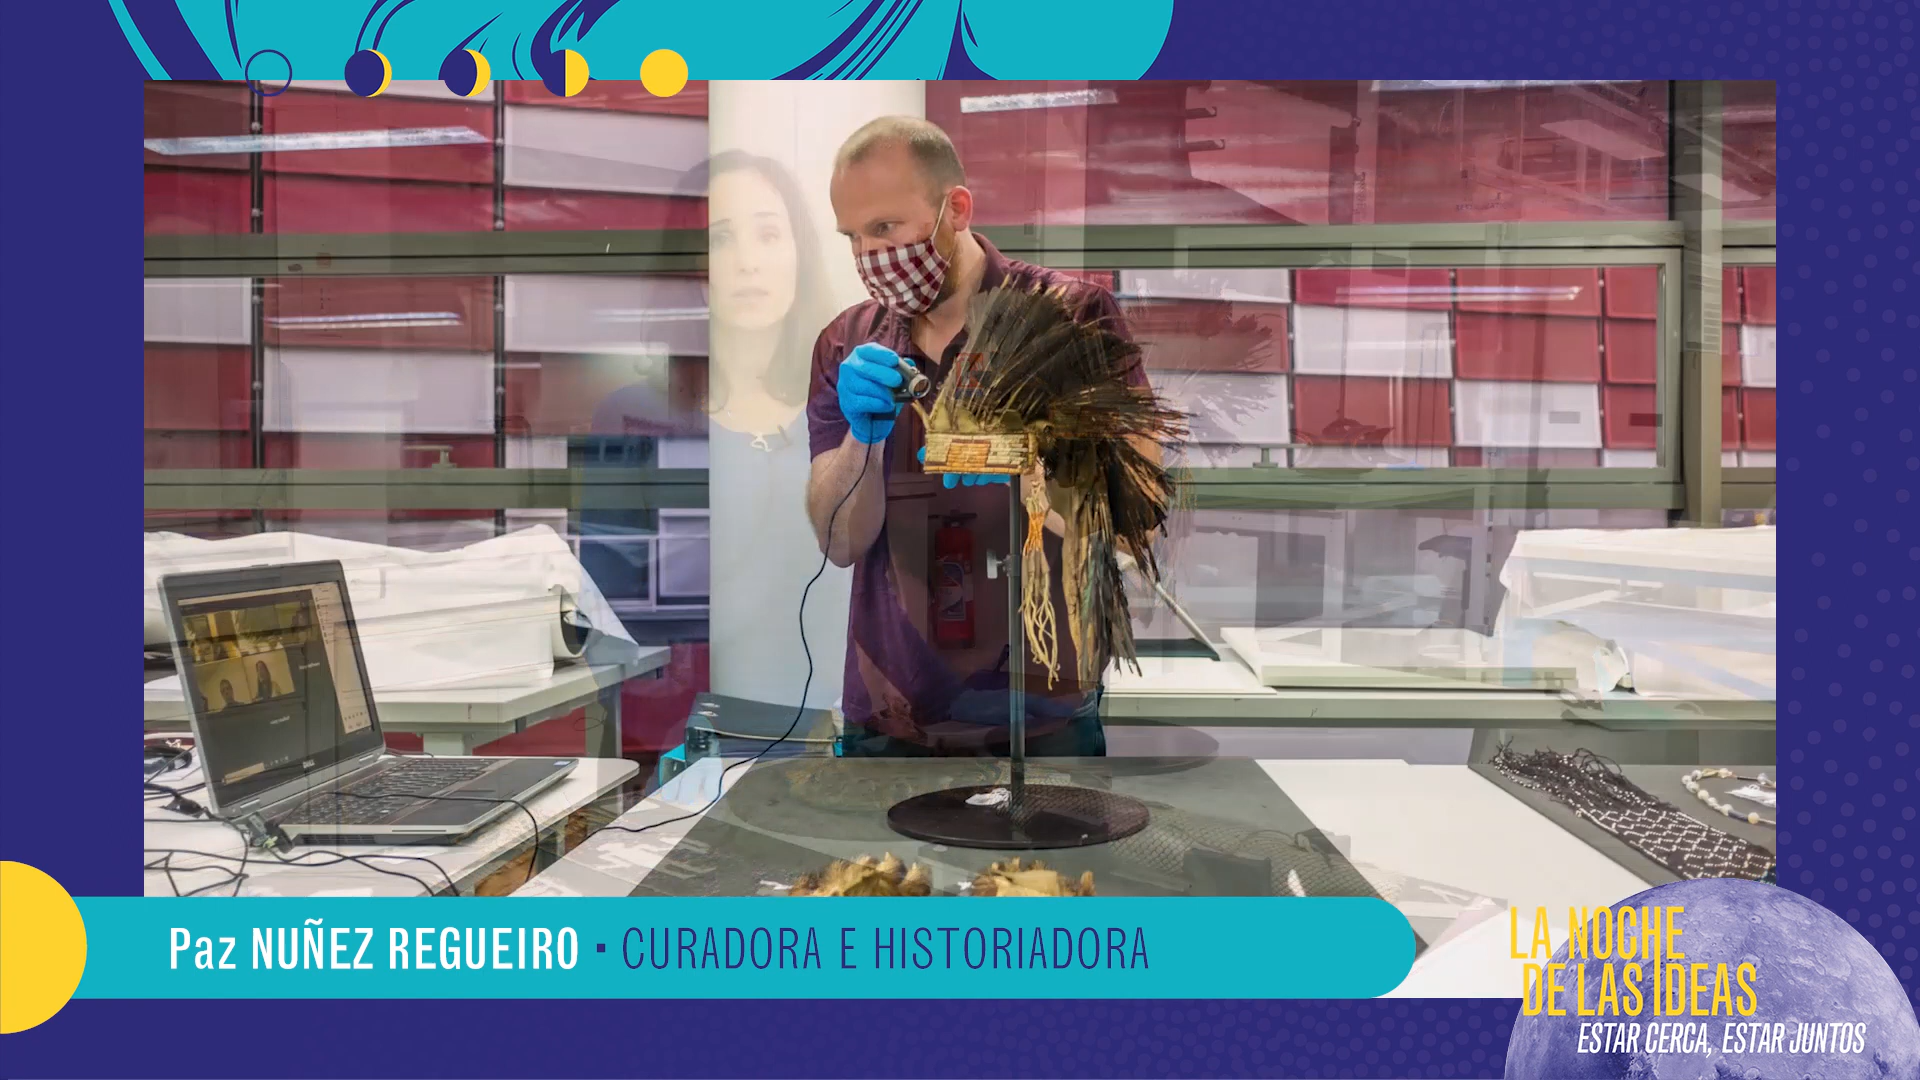 Paz NUÑEZ REGUEIRO · CURADORA E HISTORIADORA
LA NOCHE
DE LAS IDEAS
ESTAR CERCA, ESTAR JUNTOS